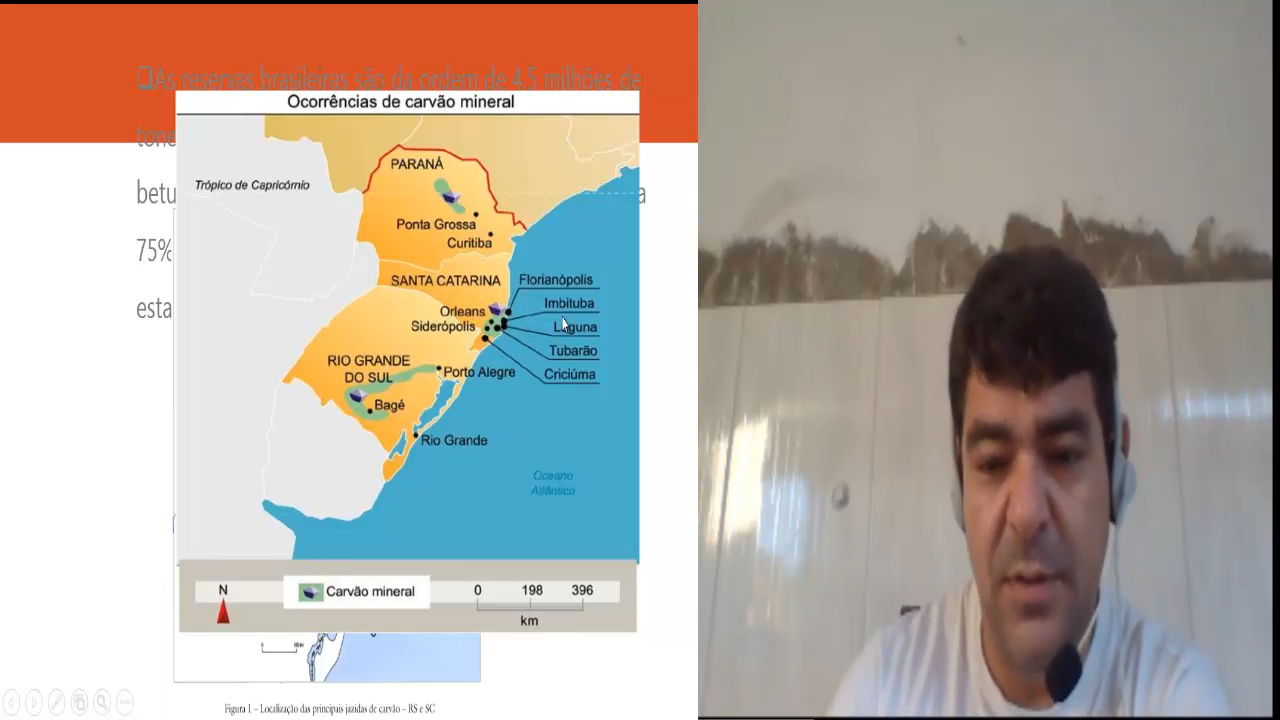 ❑As reservas brasileiras são da ordem de 4,5 milhões de
tone
betu a
75%
esta
Ocorrências de carvão mineral
PARANÁ
Trópico de Capricórnio
Ponta Grossa
Curitiba
SANTA CATARINA
Florianópolis
Imbituba
Orleans
Siderópolis
Laguna
Tubarão
Criciúma
RIO GRANDE
DO SUL
Porto Alegre
Bagé
Rio Grande
Oceano
Atlântico
N
Carvão mineral
0 198 396
km
Figura 1 – Localização das principais jazidas de carvão – RS e SC